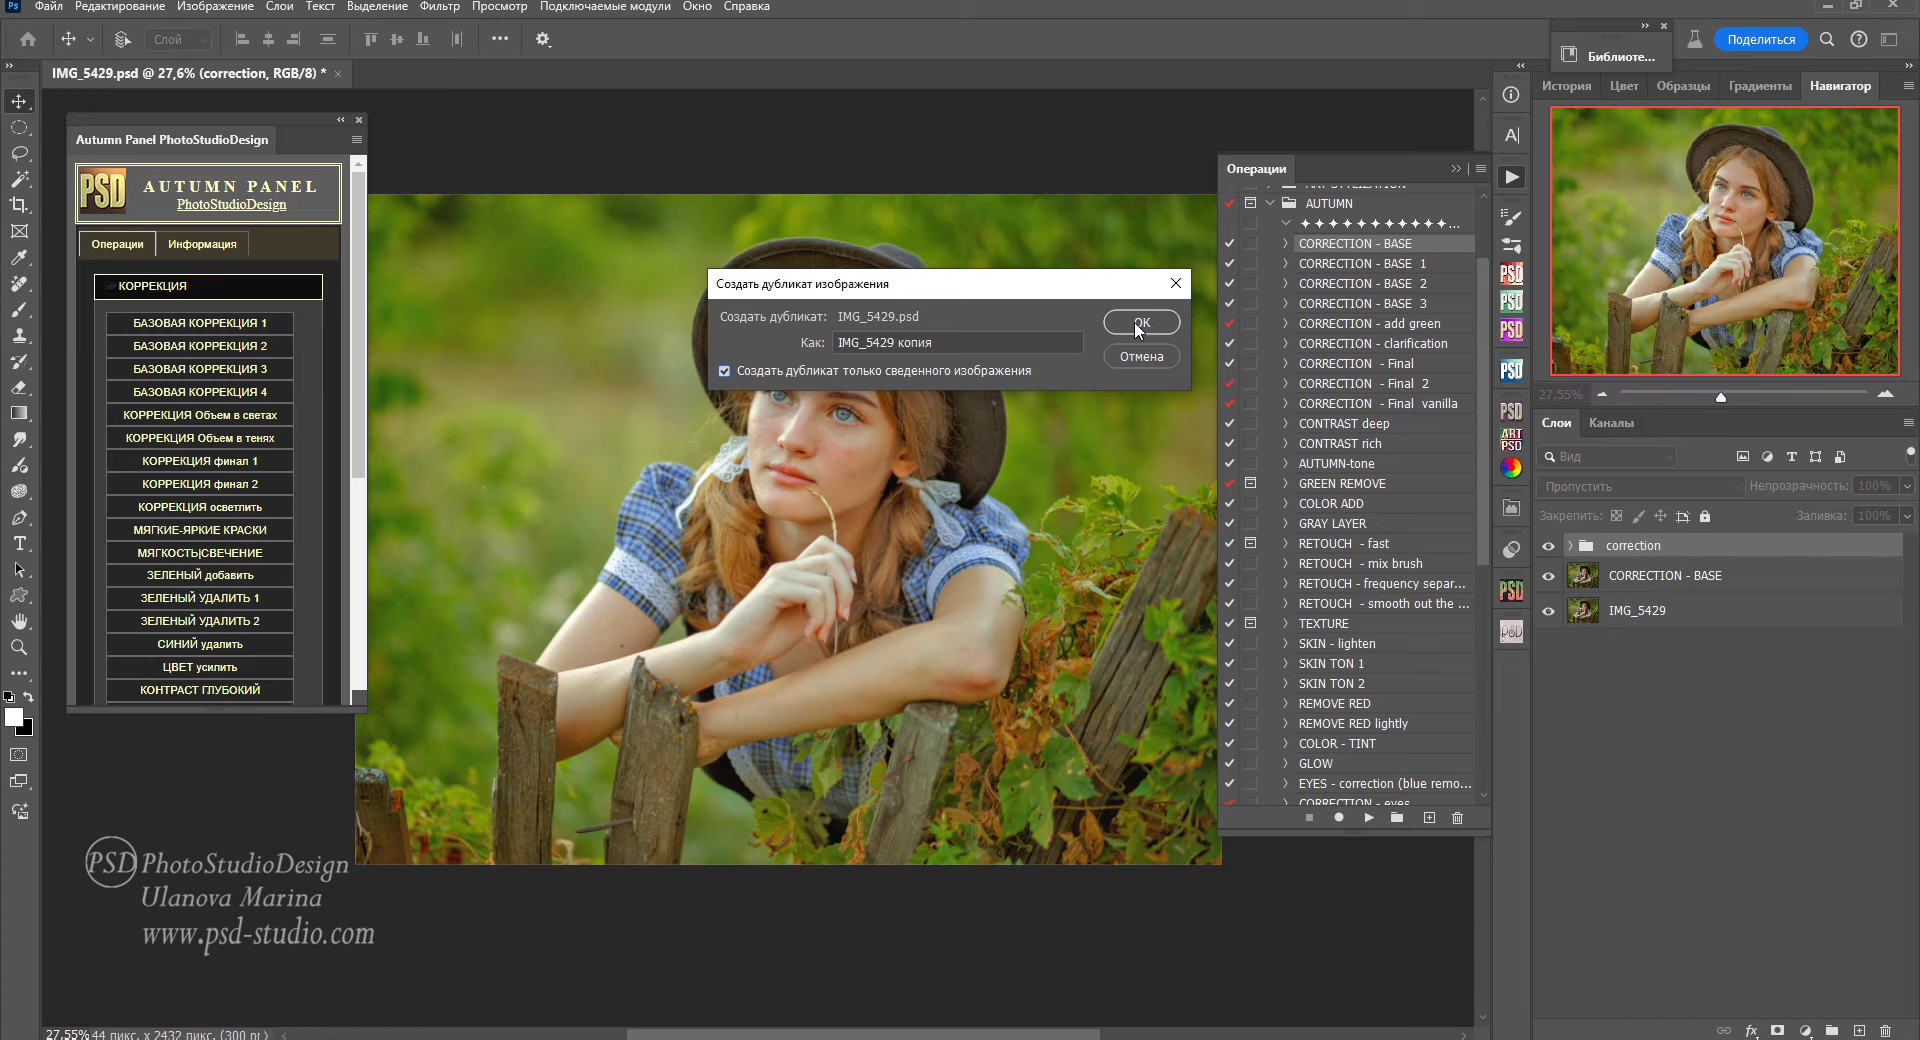 Файл Редактирование Изображение Слои Текст Выделение Фильтр Просмотр Подключаемые модули Окно Справка
Слой
Поделиться
Библиоте...
IMG_5429.psd @ 27,6% (correction, RGB/8) *
Autumn Panel PhotoStudioDesign
PSD
AUTUMN PANEL
PhotoStudioDesign
Операции Информация
КОРРЕКЦИЯ
БАЗОВАЯ КОРРЕКЦИЯ 1
БАЗОВАЯ КОРРЕКЦИЯ 2
БАЗОВАЯ КОРРЕКЦИЯ 3
БАЗОВАЯ КОРРЕКЦИЯ 4
КОРРЕКЦИЯ Объем в светах
КОРРЕКЦИЯ Объем в тенях
КОРРЕКЦИЯ финал 1
КОРРЕКЦИЯ финал 2
КОРРЕКЦИЯ осветлить
МЯГКИЕ-ЯРКИЕ КРАСКИ
МЯГКОСТЬ|СВЕЧЕНИЕ
ЗЕЛЕНЫЙ добавить
ЗЕЛЕНЫЙ УДАЛИТЬ 1
ЗЕЛЕНЫЙ УДАЛИТЬ 2
СИНИЙ удалить
ЦВЕТ усилить
КОНТРАСТ ГЛУБОКИЙ
Создать дубликат изображения
Создать дубликат: IMG_5429.psd
Как: IMG_5429 копия
Создать дубликат только сведенного изображения
ОК
Отмена
Операции
AUTUMN
CORRECTION - BASE
CORRECTION - BASE 1
CORRECTION - BASE 2
CORRECTION - BASE 3
CORRECTION - add green
CORRECTION - clarification
CORRECTION - Final
CORRECTION - Final 2
CORRECTION - Final vanilla
CONTRAST deep
CONTRAST rich
AUTUMN-tone
GREEN REMOVE
COLOR ADD
GRAY LAYER
RETOUCH - fast
RETOUCH - mix brush
RETOUCH - frequency separ...
RETOUCH - smooth out the ...
TEXTURE
SKIN - lighten
SKIN TON 1
SKIN TON 2
REMOVE RED
REMOVE RED lightly
COLOR - TINT
GLOW
EYES - correction (blue remo...
CORRECTION - eyes
PSD
PSD
PSD
PSD
PSD
ART PSD
PSD
PSD
История Цвет Образцы Градиенты Навигатор
27,55%
Слои Каналы
Вид
Пропустить Непрозрачность: 100%
Закрепить: Заливка: 100%
correction
CORRECTION - BASE
IMG_5429
PSD PhotoStudioDesign
Ulanova Marina
www.psd-studio.com
27,55% 44 пикс. x 2432 пикс. (300 pr